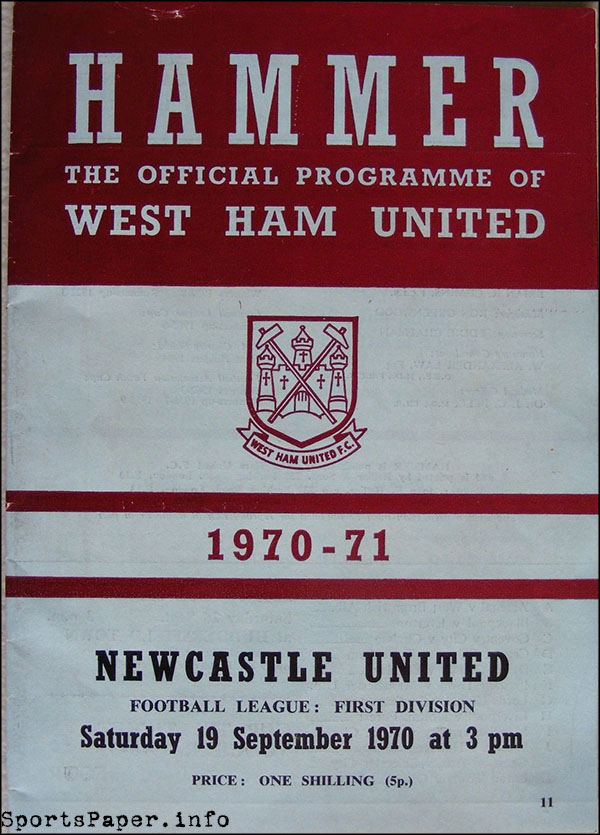 HAMMER
THE OFFICIAL PROGRAMME OF
WEST HAM UNITED
WEST HAM UNITED F.C.
1970-71
NEWCASTLE UNITED
FOOTBALL LEAGUE: FIRST DIVISION
Saturday 19 September 1970 at 3 pm
PRICE: ONE SHILLING (5p.)
11
SportsPaper.info